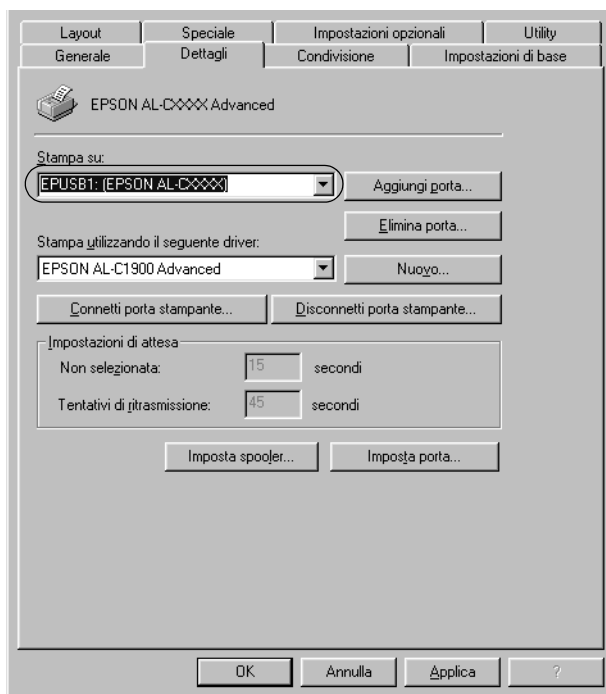 Layout Speciale Impostazioni opzionali Utility
Generale Dettagli Condivisione Impostazioni di base
EPSON AL-CXXXX Advanced
Stampa su:
EPUSB1: (EPSON AL-CXXXX)
Aggiungi porta...
Elimina porta...
Stampa utilizzando il seguente driver:
EPSON AL-C1900 Advanced
Nuovo...
Connetti porta stampante... Disconnetti porta stampante...
Impostazioni di attesa
Non selezionata: 15 secondi
Tentativi di ritrasmissione: 45 secondi
Imposta spooler... Imposta porta...
OK Annulla Applica ?